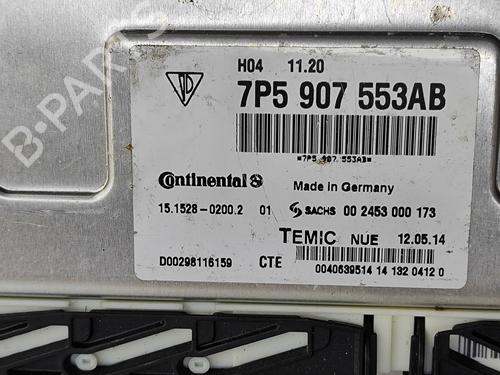 B-PARTS
H04 11.20
7P5 907 553AB
*7P5 907 553AB*
Continental
Made in Germany
15.1528-0200.2 01 SACHS 00 2453 000 173
TEMIC NUE 12.05.14
D00298116159 CTE 0040639514 14 132 0412 0